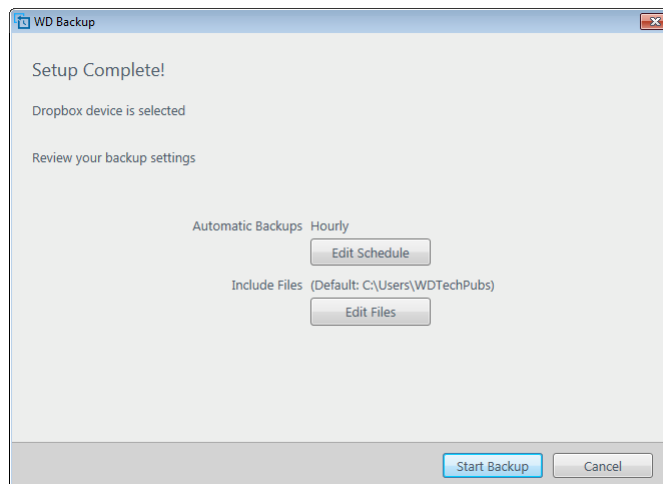 WD Backup
Setup Complete!
Dropbox device is selected
Review your backup settings
Automatic Backups Hourly
Edit Schedule
Include Files (Default: C:\Users\WDTechPubs)
Edit Files
Start Backup Cancel